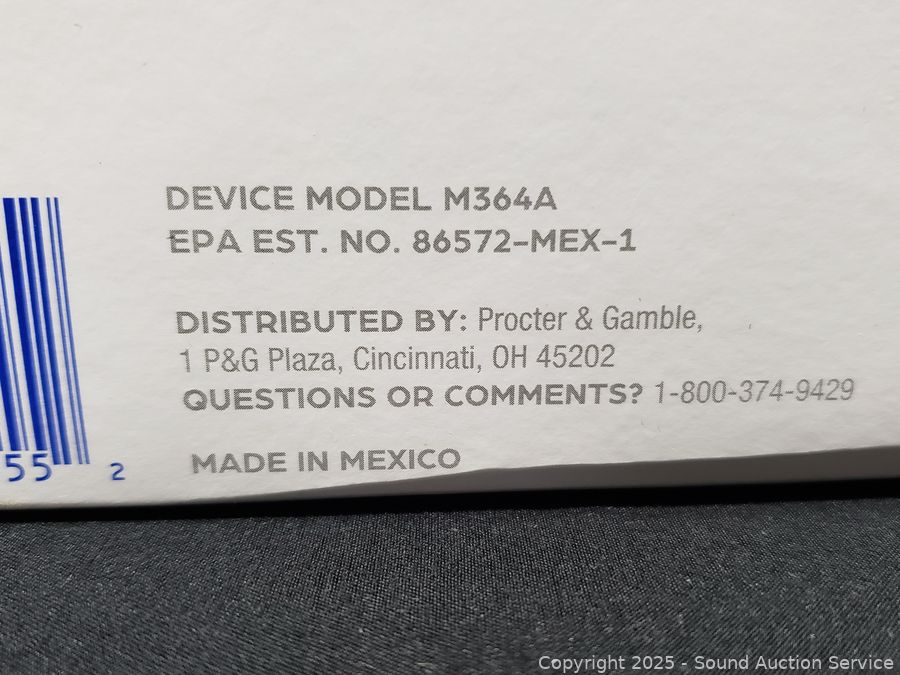 DEVICE MODEL M364A
EPA EST. NO. 86572-MEX-1
DISTRIBUTED BY: Procter & Gamble,
1 P&G Plaza, Cincinnati, OH 45202
QUESTIONS OR COMMENTS? 1-800-374-9429
MADE IN MEXICO
55 2
Copyright 2025 - Sound Auction Service